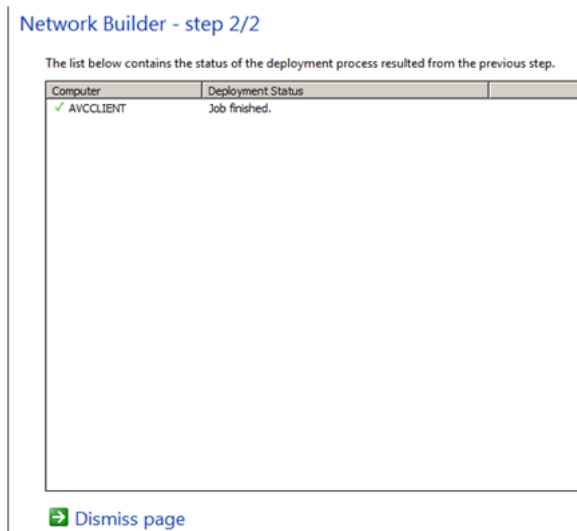 Network Builder - step 2/2
The list below contains the status of the deployment process resulted from the previous step.
Computer Deployment Status
AVCCLIENT Job finished.
Dismiss page